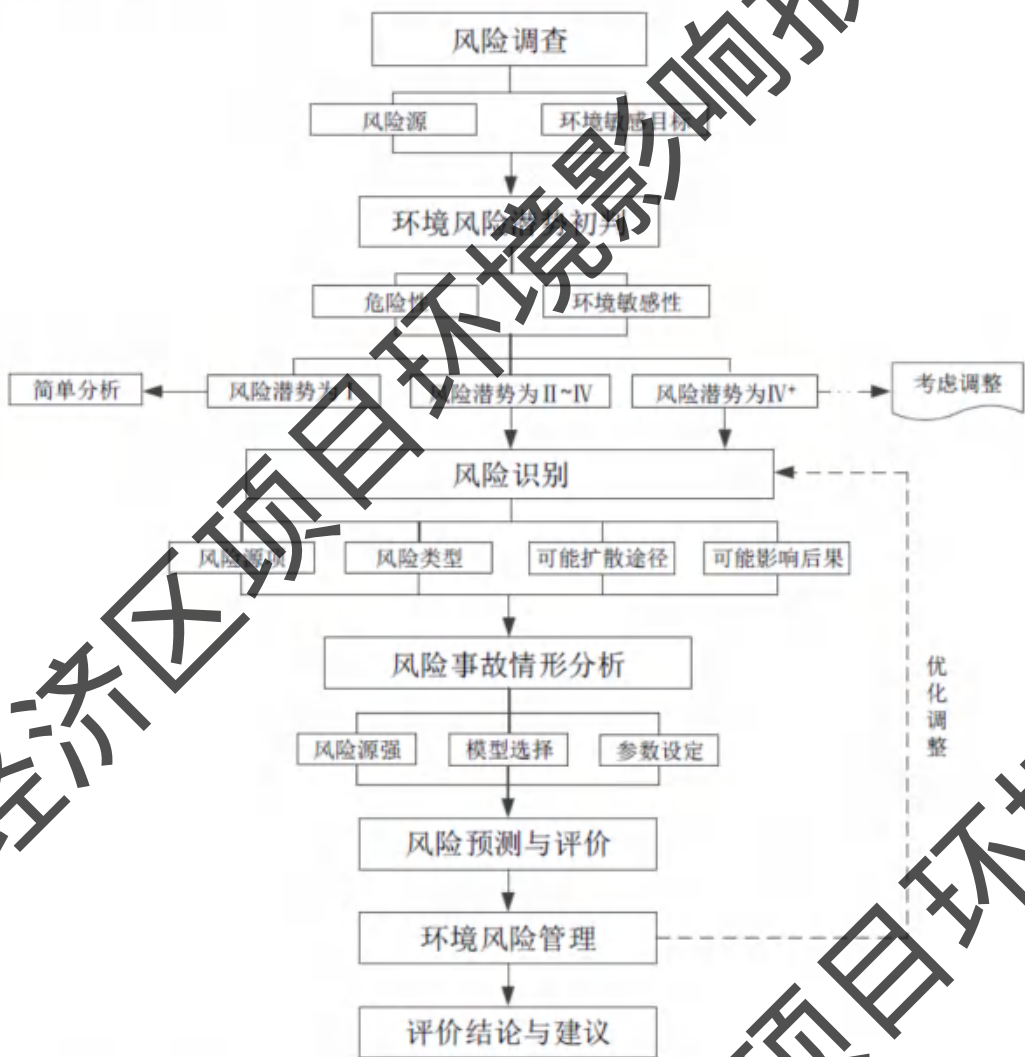 风险调查
风险源
环境敏感目标
环境风险潜势初判
危险性
环境敏感性
简单分析
风险潜势为Ⅰ
风险潜势为Ⅱ~Ⅳ
风险潜势为Ⅳ⁺
考虑调整
风险识别
风险源项
风险类型
可能扩散途径
可能影响后果
风险事故情形分析
优化调整
风险源强
模型选择
参数设定
风险预测与评价
环境风险管理
评价结论与建议
经济区项目环境影响报
项目环